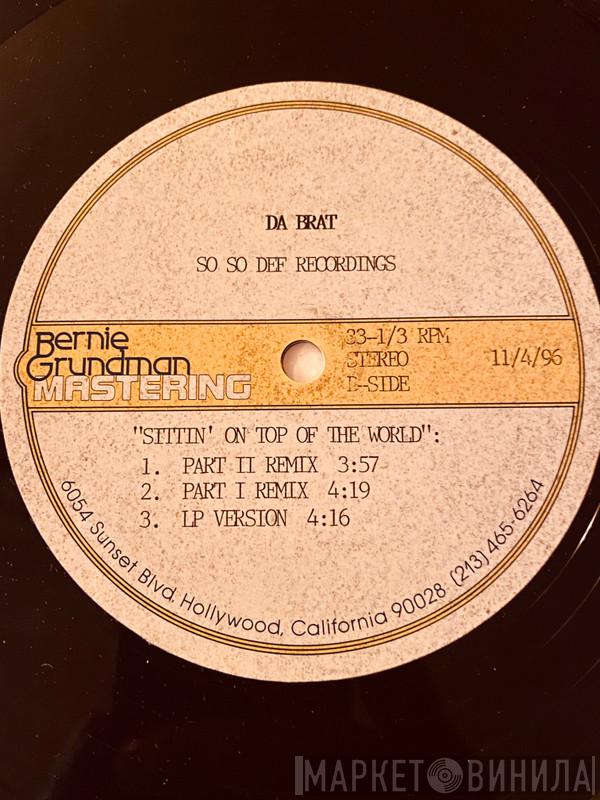 DA BRAT
SO SO DEF RECORDINGS
Bernie
Grundman
MASTERING
33-1/3 RPM
STEREO
B-SIDE
11/4/96
"SITTIN' ON TOP OF THE WORLD":
1. PART II REMIX 3:57
2. PART I REMIX 4:19
3. LP VERSION 4:16
6054 Sunset Blvd, Hollywood, California 90028 (213) 465-6264
МАРКЕТ ВИНИЛА